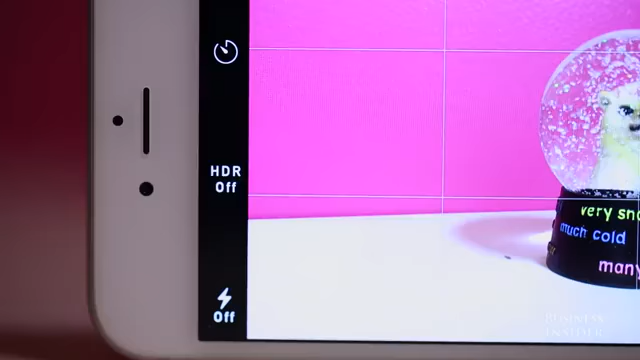 HDR
Off
Off
very sno
much cold
many
BUSINESS
INSIDER